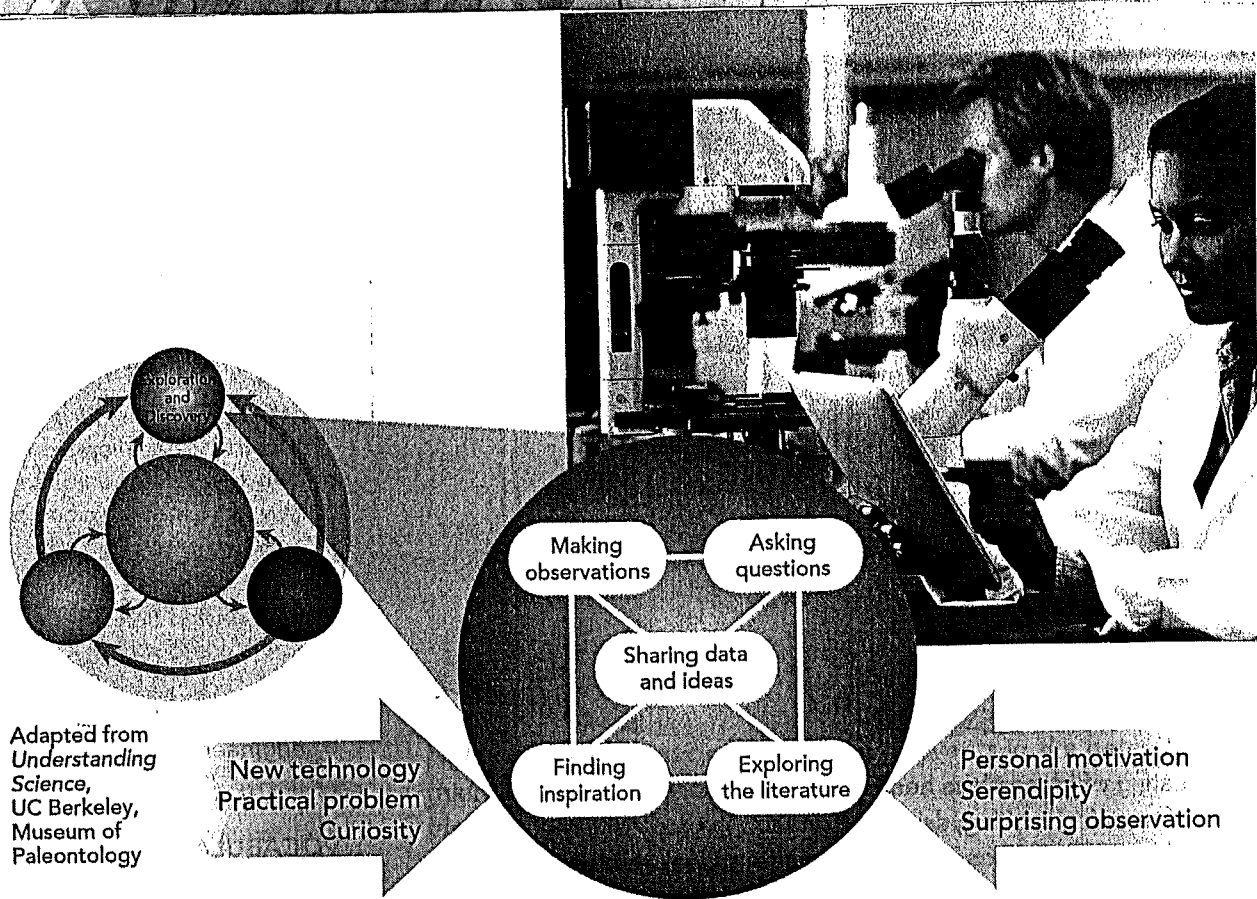 Exploration
and
Discovery
Making
observations
Asking
questions
Sharing data
and ideas
Finding
inspiration
Exploring
the literature
Adapted from
Understanding
Science,
UC Berkeley,
Museum of
Paleontology
New technology
Practical problem
Curiosity
Personal motivation
Serendipity
Surprising observation